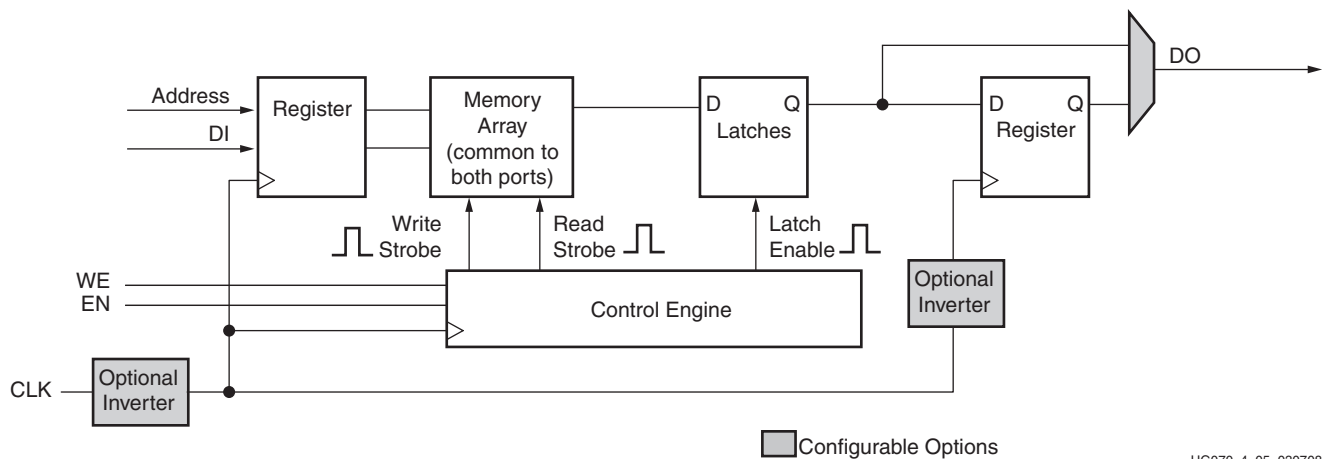 DO
Address
DI
Register
Memory
Array
(common to
both ports)
D Q
Latches
D Q
Register
Write
Strobe
Read
Strobe
Latch
Enable
WE
EN
Control Engine
Optional
Inverter
CLK
Optional
Inverter
Configurable Options